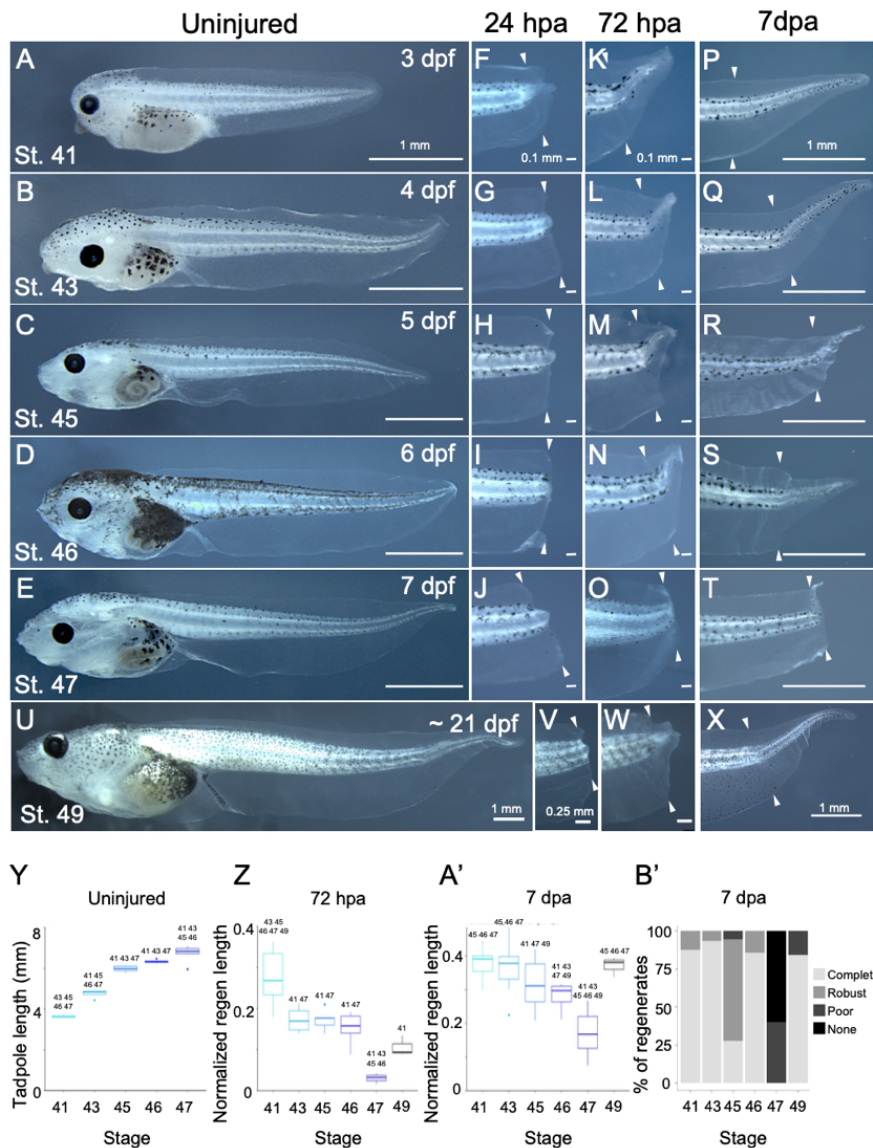 Uninjured 24 hpa 72 hpa 7dpa
A 3 dpf F K P
St. 41 1 mm 0.1 mm 0.1 mm 1 mm
B 4 dpf G L Q
St. 43
C 5 dpf H M R
St. 45
D 6 dpf I N S
St. 46
E 7 dpf J O T
St. 47
U ~ 21 dpf V W X
St. 49 1 mm 0.25 mm 1 mm
Y Z A' B'
Uninjured 72 hpa 7 dpa 7 dpa
Tadpole length (mm)
8
4
0
43 45
46 47
41 45
46 47
41 47
41 43 47
41 43
45 46
41 43 45 46 47
Stage
Normalized regen length
0.4
0.2
0
43 45
46 47 49
41 47
41 47
41 47
41 43
45 46
41
41 43 45 46 47 49
Stage
Normalized regen length
0.4
0.2
0
45 46 47
45 46 47
41 47 49
41 43
47 49
41 43
45 46 49
45 46 47
41 43 45 46 47 49
Stage
% of regenerates
100
75
50
25
0
41 43 45 46 47 49
Stage
Complet
Robust
Poor
None